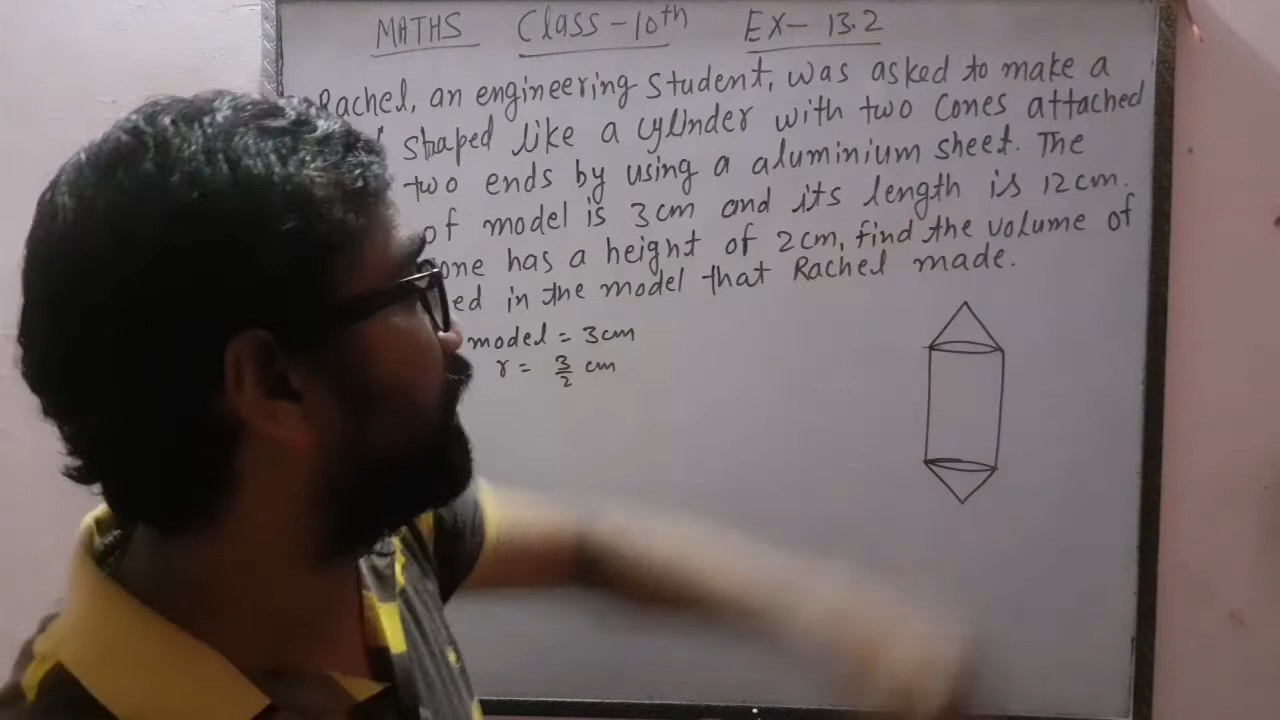 MATHS Class-10th EX- 13.2
Rachel, an engineering student, was asked to make a
shaped like a cylinder with two cones attached
two ends by using a aluminium sheet. The
of model is 3cm and its length is 12cm.
one has a height of 2cm, find the volume of
ed in the model that Rachel made.
model = 3cm
r = 3/2 cm